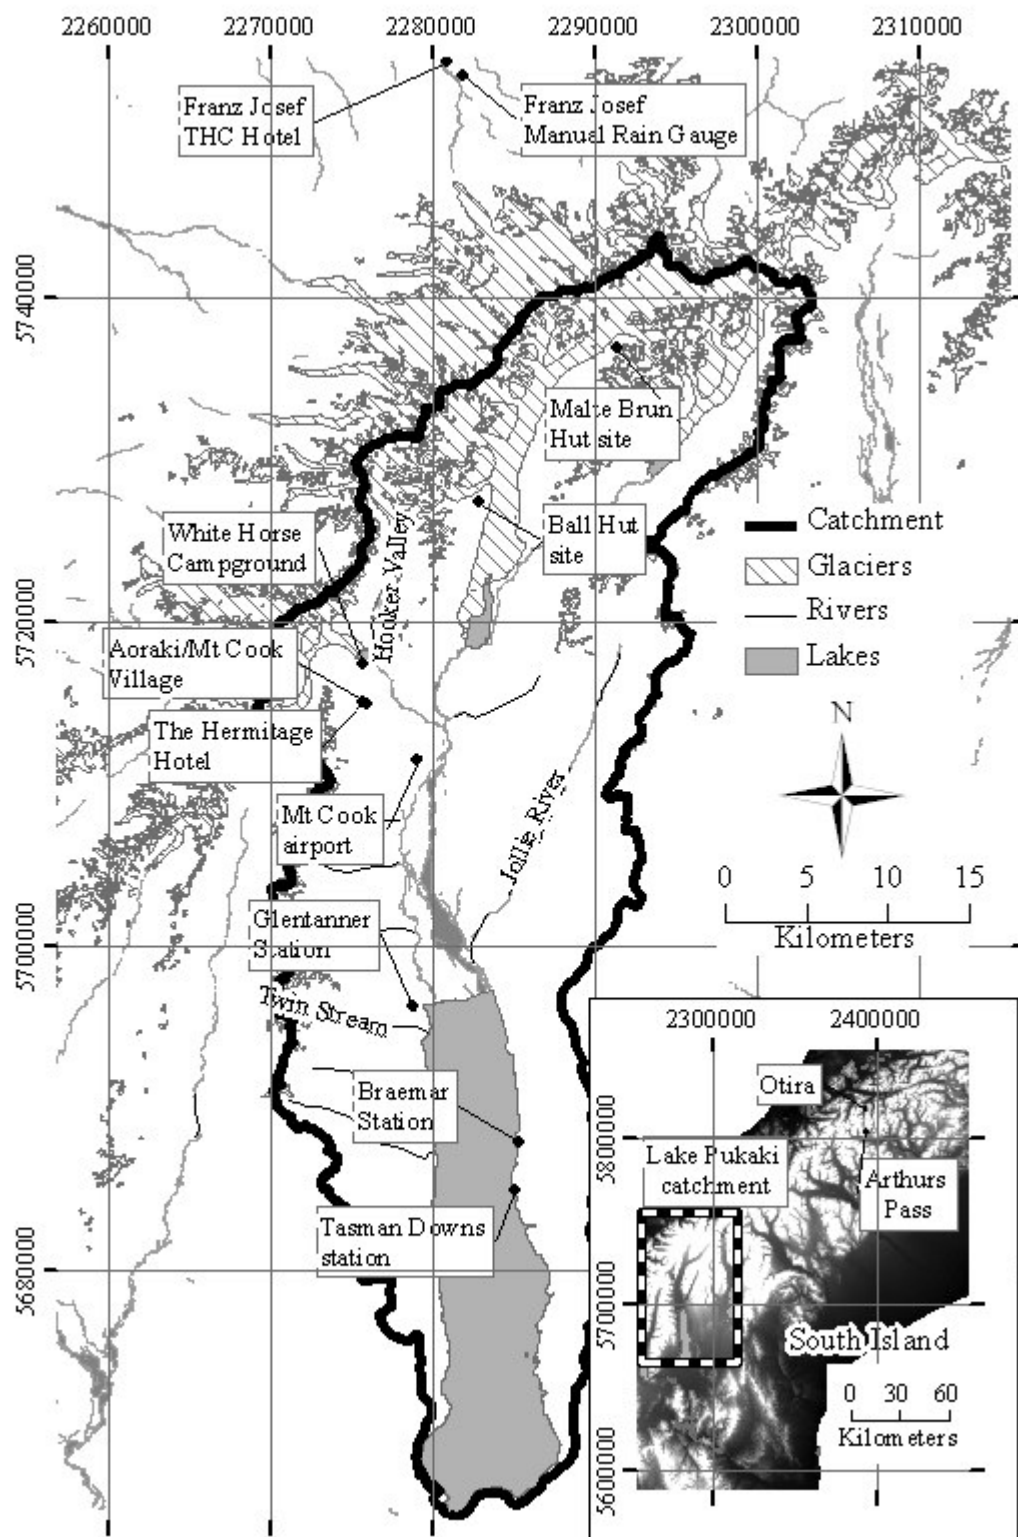 2260000 2270000 2280000 2290000 2300000 2310000
Franz Josef
THC Hotel
Franz Josef
Manual Rain Gauge
5740000
Malte Brun
Hut site
White Horse
Campground
Hooker Valley
Ball Hut
site
Catchment
Glaciers
Rivers
Lakes
5720000
Aoraki/Mt Cook
Village
The Hermitage
Hotel
N
Mt Cook
airport
Jollie River
0 5 10 15
Kilometers
Glentanner
Station
5700000
Twin Stream
Braemar
Station
Tasman Downs
station
5680000
2300000 2400000
Otira
5800000
Lake Pukaki
catchment
Arthurs
Pass
5700000
South Island
0 30 60
Kilometers
5600000